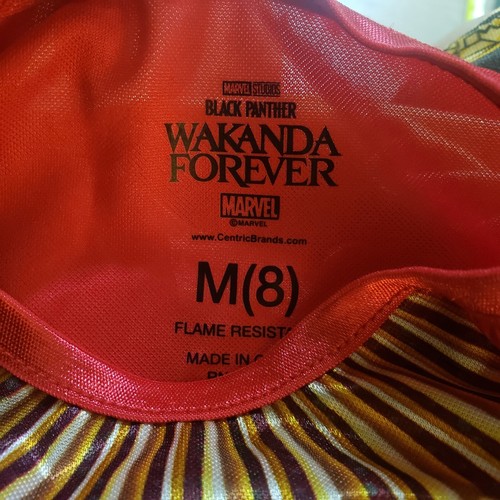 MARVEL STUDIOS
BLACK PANTHER
WAKANDA
FOREVER
MARVEL
©MARVEL
www.CentricBrands.com
M(8)
FLAME
MADE IN